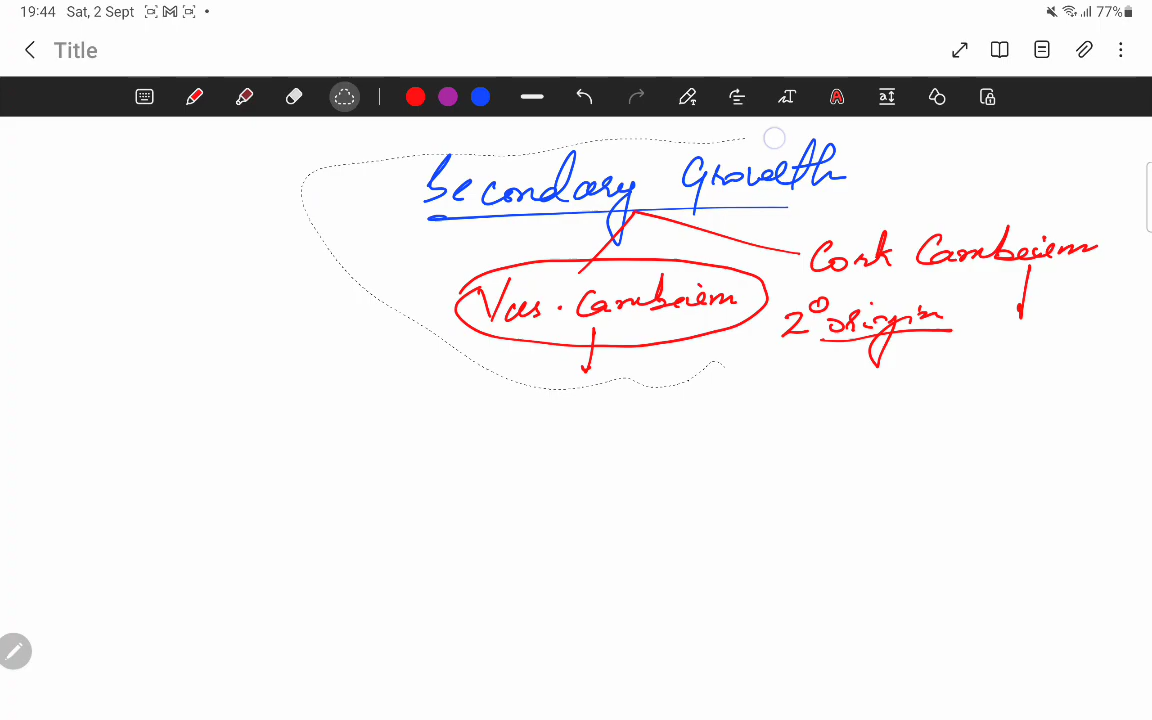 19:44 Sat, 2 Sept
77%
Title
Secondary Growth
Cork Cambium
Vas. Cambium
2° origin